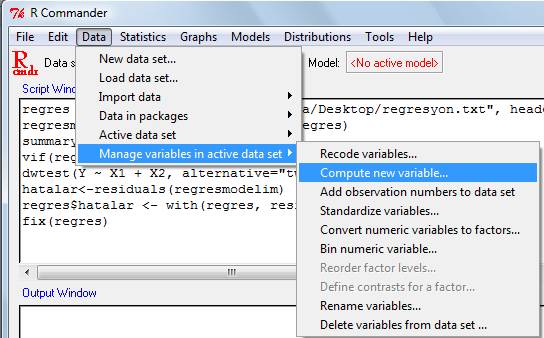 R Commander
File Edit Data Statistics Graphs Models Distributions Tools Help
R
cmdr
Data s
New data set...
Load data set...
Import data
Data in packages
Active data set
Manage variables in active data set
Model: <No active model>
Script Wind
regres a/Desktop/regresyon.txt", heade
regresm gres)
summary
vif(reg
dwtest(Y ~ X1 + X2, alternative="tw
hatalar<-residuals(regresmodelim)
regres$hatalar <- with(regres, resi
fix(regres)
Recode variables...
Compute new variable...
Add observation numbers to data set
Standardize variables...
Convert numeric variables to factors...
Bin numeric variable...
Reorder factor levels...
Define contrasts for a factor...
Rename variables...
Delete variables from data set ...
Output Window